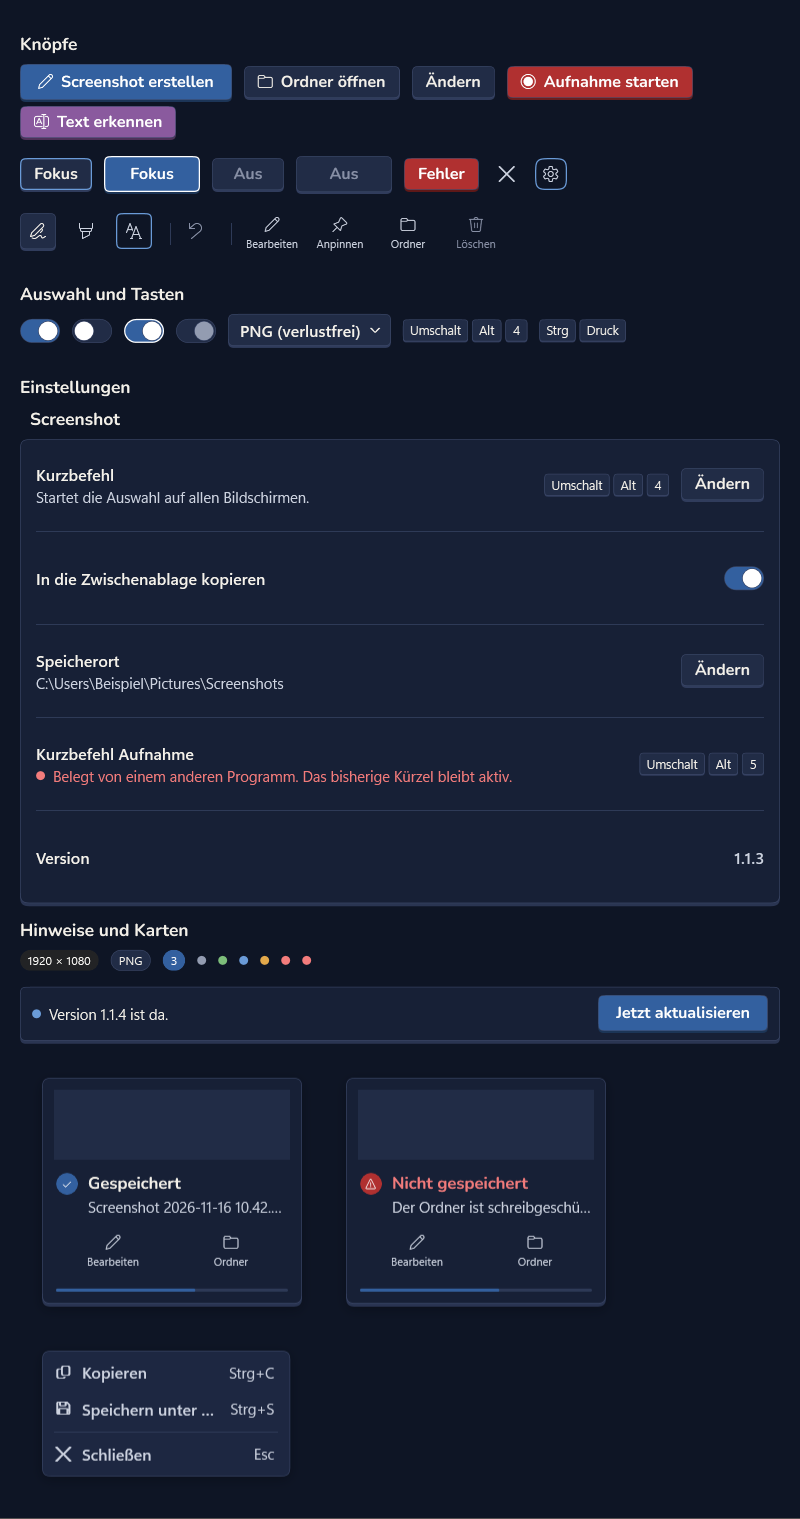 Knöpfe
Screenshot erstellen
Ordner öffnen
Ändern
Aufnahme starten
Text erkennen
Fokus
Fokus
Aus
Aus
Fehler
Bearbeiten
Anpinnen
Ordner
Löschen
Auswahl und Tasten
PNG (verlustfrei)
Umschalt Alt 4
Strg Druck
Einstellungen
Screenshot
Kurzbefehl
Startet die Auswahl auf allen Bildschirmen.
Umschalt Alt 4
Ändern
In die Zwischenablage kopieren
Speicherort
C:\Users\Beispiel\Pictures\Screenshots
Ändern
Kurzbefehl Aufnahme
Belegt von einem anderen Programm. Das bisherige Kürzel bleibt aktiv.
Umschalt Alt 5
Version
1.1.3
Hinweise und Karten
1920 × 1080
PNG
3
Version 1.1.4 ist da.
Jetzt aktualisieren
Gespeichert
Screenshot 2026-11-16 10.42....
Bearbeiten
Ordner
Nicht gespeichert
Der Ordner ist schreibgeschü...
Bearbeiten
Ordner
Kopieren Strg+C
Speichern unter ... Strg+S
Schließen Esc